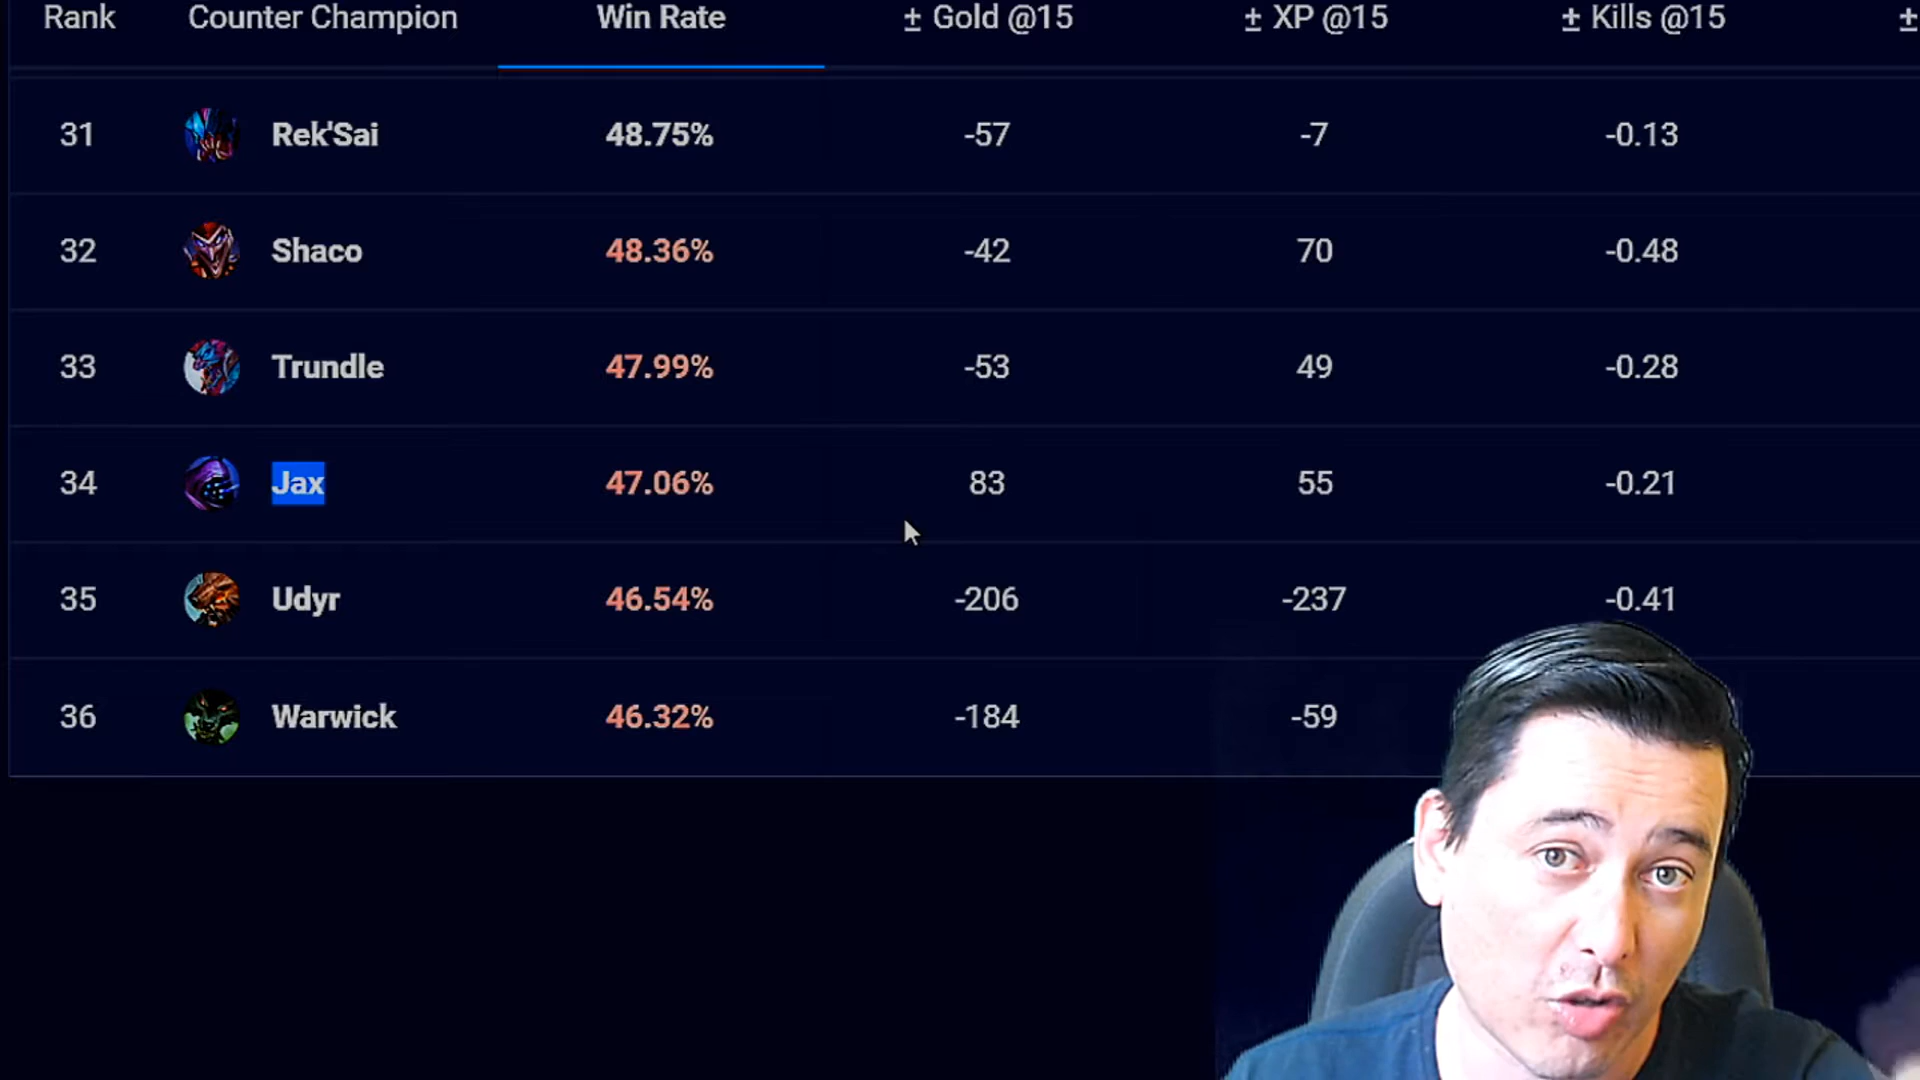 Rank Counter Champion Win Rate ± Gold @15 ± XP @15 ± Kills @15 ±
31 Rek'Sai 48.75% -57 -7 -0.13
32 Shaco 48.36% -42 70 -0.48
33 Trundle 47.99% -53 49 -0.28
34 Jax 47.06% 83 55 -0.21
35 Udyr 46.54% -206 -237 -0.41
36 Warwick 46.32% -184 -59